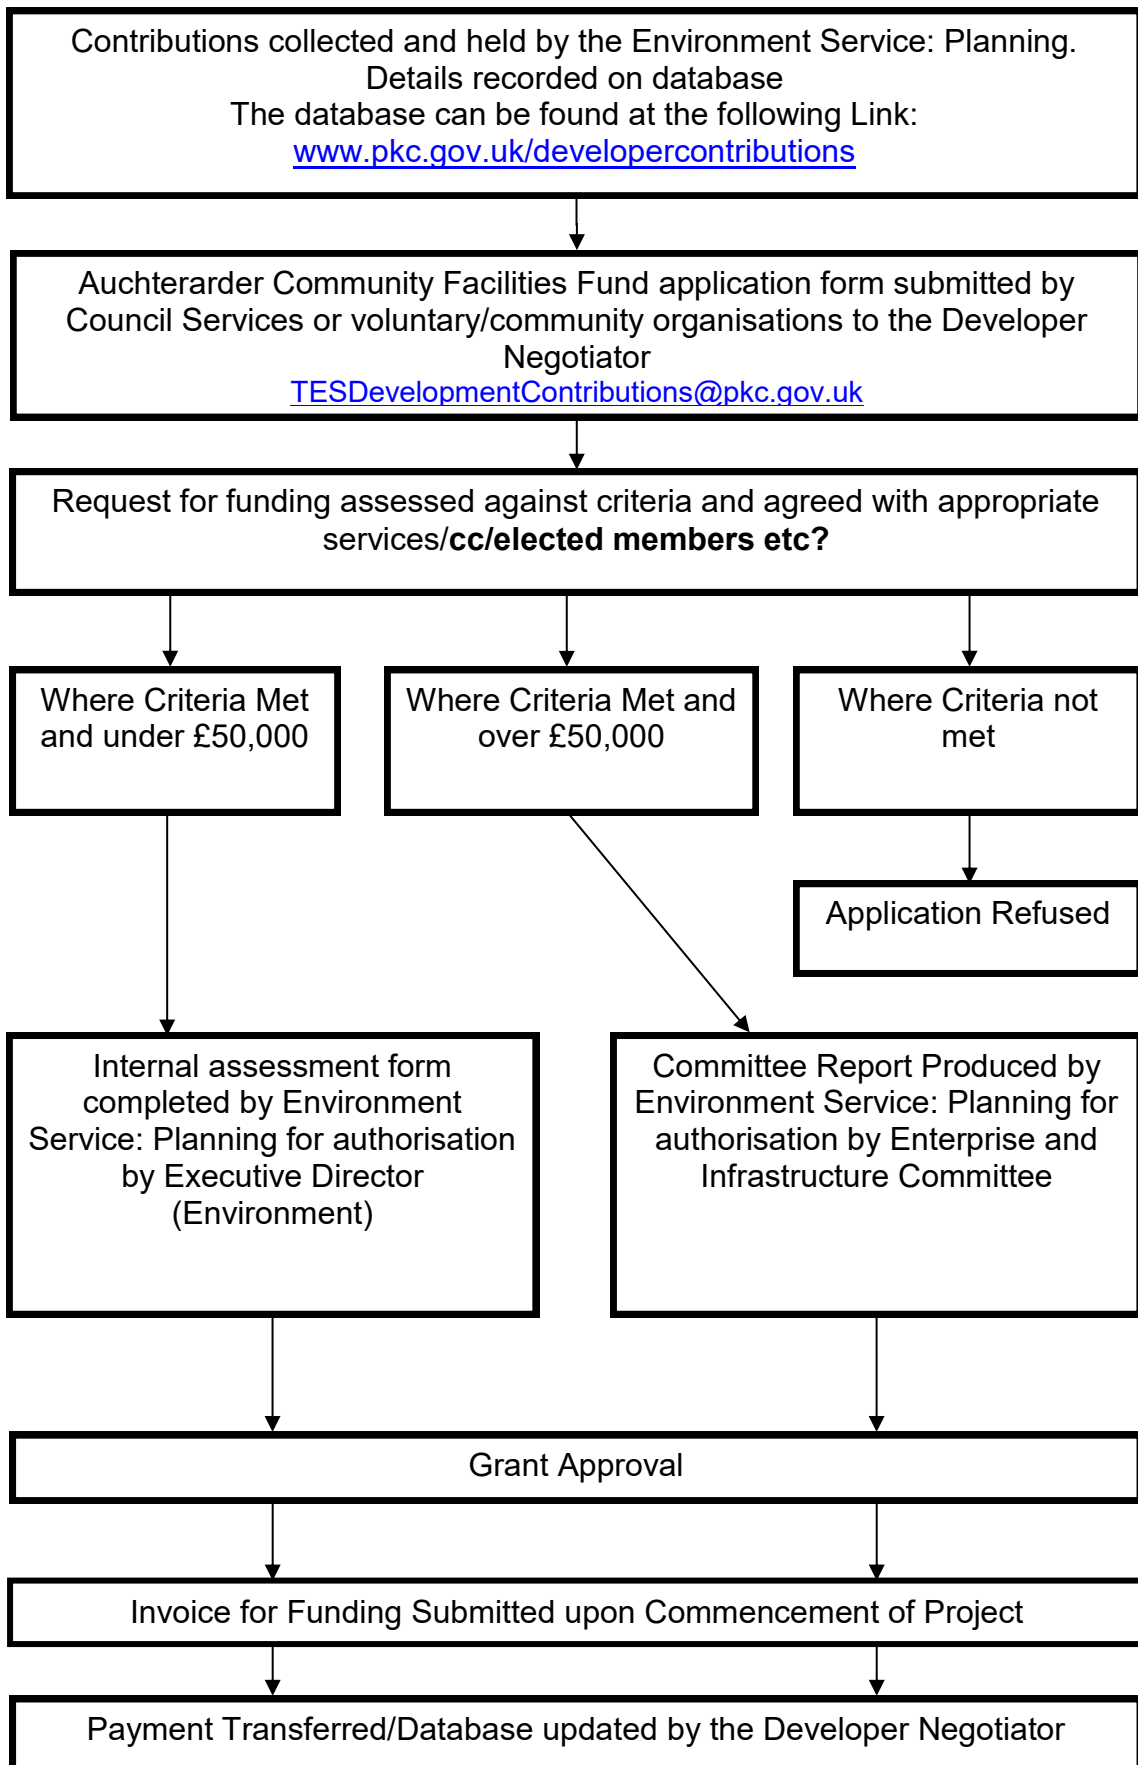 Contributions collected and held by the Environment Service: Planning.
Details recorded on database
The database can be found at the following Link:
www.pkc.gov.uk/developercontributions
Auchterarder Community Facilities Fund application form submitted by
Council Services or voluntary/community organisations to the Developer
Negotiator
TESDevelopmentContributions@pkc.gov.uk
Request for funding assessed against criteria and agreed with appropriate
services/cc/elected members etc?
Where Criteria Met
and under £50,000
Where Criteria Met and
over £50,000
Where Criteria not
met
Application Refused
Internal assessment form
completed by Environment
Service: Planning for authorisation
by Executive Director
(Environment)
Committee Report Produced by
Environment Service: Planning for
authorisation by Enterprise and
Infrastructure Committee
Grant Approval
Invoice for Funding Submitted upon Commencement of Project
Payment Transferred/Database updated by the Developer Negotiator